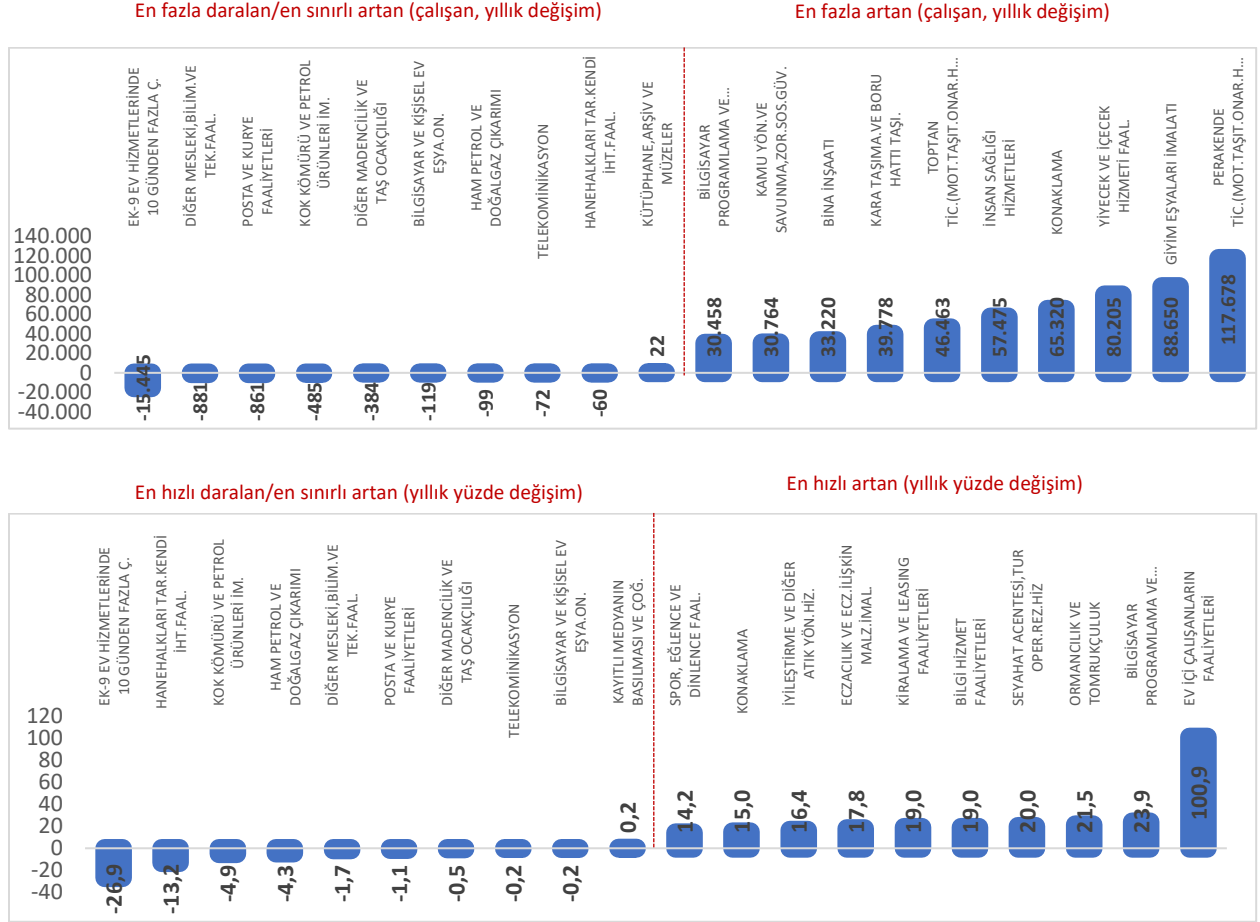 En fazla daralan/en sınırlı artan (çalışan, yıllık değişim)
En fazla artan (çalışan, yıllık değişim)
EK-9 EV HİZMETLERİNDE
10 GÜNDEN FAZLA Ç.
DİĞER MESLEKİ,BİLİM.VE
TEK.FAAL.
POSTA VE KURYE
FAALİYETLERİ
KOK KÖMÜRÜ VE PETROL
ÜRÜNLERİ İM.
DİĞER MADENCİLİK VE
TAŞ OCAKÇILIĞI
BİLGİSAYAR VE KİŞİSEL EV
EŞYA.ON.
HAM PETROL VE
DOĞALGAZ ÇIKARIMI
TELEKOMİNİKASYON
HANEHALKLARI TAR.KENDİ
İHT.FAAL.
KÜTÜPHANE,ARŞİV VE
MÜZELER
BİLGİSAYAR
PROGRAMLAMA VE…
KAMU YÖN.VE
SAVUNMA,ZOR.SOS.GÜV.
BİNA İNŞAATI
KARA TAŞIMA.VE BORU
HATTI TAŞI.
TOPTAN
TİC.(MOT.TAŞIT.ONAR.H…
İNSAN SAĞLIĞI
HİZMETLERİ
KONAKLAMA
YİYECEK VE İÇECEK
HİZMETİ FAAL.
GİYİM EŞYALARI İMALATI
PERAKENDE
TİC.(MOT.TAŞIT.ONAR.H…
140.000
120.000
100.000
80.000
60.000
40.000
20.000
0
-20.000
-40.000
-15.445
-881
-861
-485
-384
-119
-99
-72
-60
22
30.458
30.764
33.220
39.778
46.463
57.475
65.320
80.205
88.650
117.678
En hızlı daralan/en sınırlı artan (yıllık yüzde değişim)
En hızlı artan (yıllık yüzde değişim)
EK-9 EV HİZMETLERİNDE
10 GÜNDEN FAZLA Ç.
HANEHALKLARI TAR.KENDİ
İHT.FAAL.
KOK KÖMÜRÜ VE PETROL
ÜRÜNLERİ İM.
HAM PETROL VE
DOĞALGAZ ÇIKARIMI
DİĞER MESLEKİ,BİLİM.VE
TEK.FAAL.
POSTA VE KURYE
FAALİYETLERİ
DİĞER MADENCİLİK VE
TAŞ OCAKÇILIĞI
TELEKOMİNİKASYON
BİLGİSAYAR VE KİŞİSEL EV
EŞYA.ON.
KAYITLI MEDYANIN
BASILMASI VE ÇOĞ.
SPOR, EĞLENCE VE
DİNLENCE FAAL.
KONAKLAMA
İYİLEŞTİRME VE DİĞER
ATIK YÖN.HİZ.
ECZACILIK VE ECZ.İLİŞKİN
MALZ.İMAL.
KİRALAMA VE LEASING
FAALİYETLERİ
BİLGİ HİZMET
FAALİYETLERİ
SEYAHAT ACENTESİ,TUR
OPER.REZ.HİZ
ORMANCILIK VE
TOMRUKÇULUK
BİLGİSAYAR
PROGRAMLAMA VE…
EV İÇİ ÇALIŞANLARIN
FAALİYETLERİ
120
100
80
60
40
20
0
-20
-40
-26,9
-13,2
-4,9
-4,3
-1,7
-1,1
-0,5
-0,2
-0,2
0,2
14,2
15,0
16,4
17,8
19,0
19,0
20,0
21,5
23,9
100,9